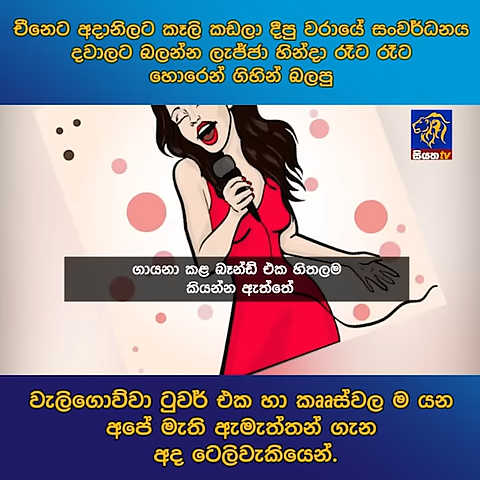 චීනෙට අදානිලට කෑලි කඩලා දීපු වරායේ සංවර්ධනය
දවාලට බලන්න ලැජ්ජා හින්දා රෑට රෑට
හොරෙන් ගිහින් බලපු
සියත tv
ගායනා කළ බෑන්ඩ් එක හිතලම
කියන්න ඇත්තේ
වැලිගොව්වා ටුවර් එක හා කෲස්වල ම යන
අපේ මැති ඇමැත්තන් ගැන
අද ටෙලිවැකියෙන්.